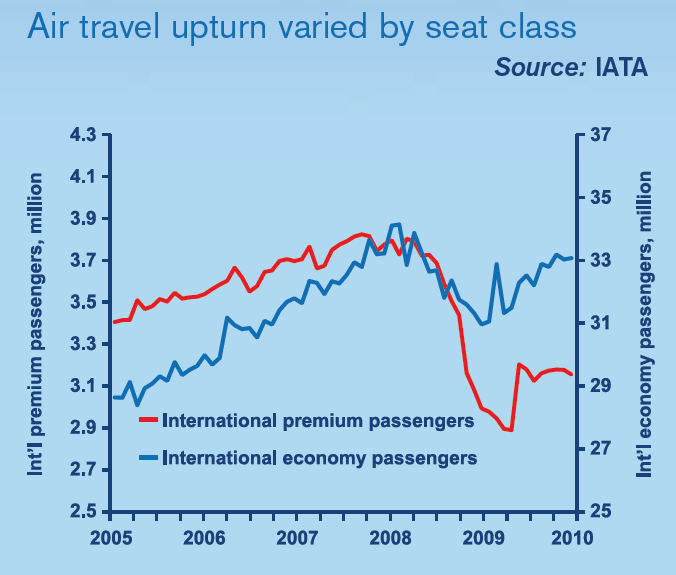 Air travel upturn varied by seat class
Source: IATA
Int'l premium passengers, million
4.3
4.1
3.9
3.7
3.5
3.3
3.1
2.9
2.7
2.5
37
35
33
31
29
27
25
Int'l economy passengers, million
International premium passengers
International economy passengers
2005 2006 2007 2008 2009 2010